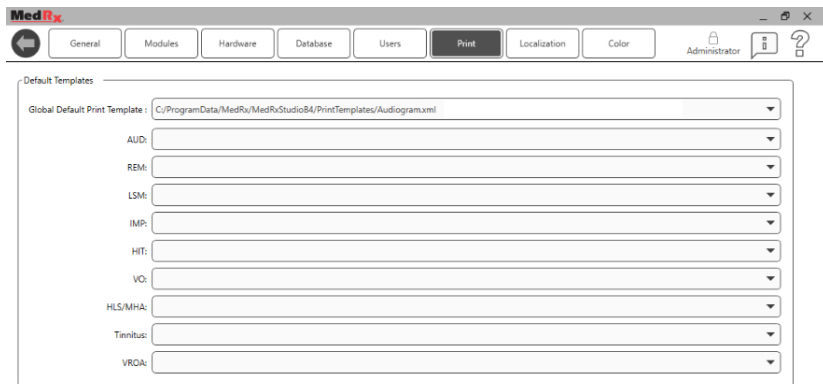 MedRx
General Modules Hardware Database Users Print Localization Color Administrator
Default Templates
Global Default Print Template : C:/ProgramData/MedRx/MedRxStudio84/PrintTemplates/Audiogram.xml
AUD:
REM:
LSM:
IMP:
HIT:
VO:
HLS/MHA:
Tinnitus:
VROA: